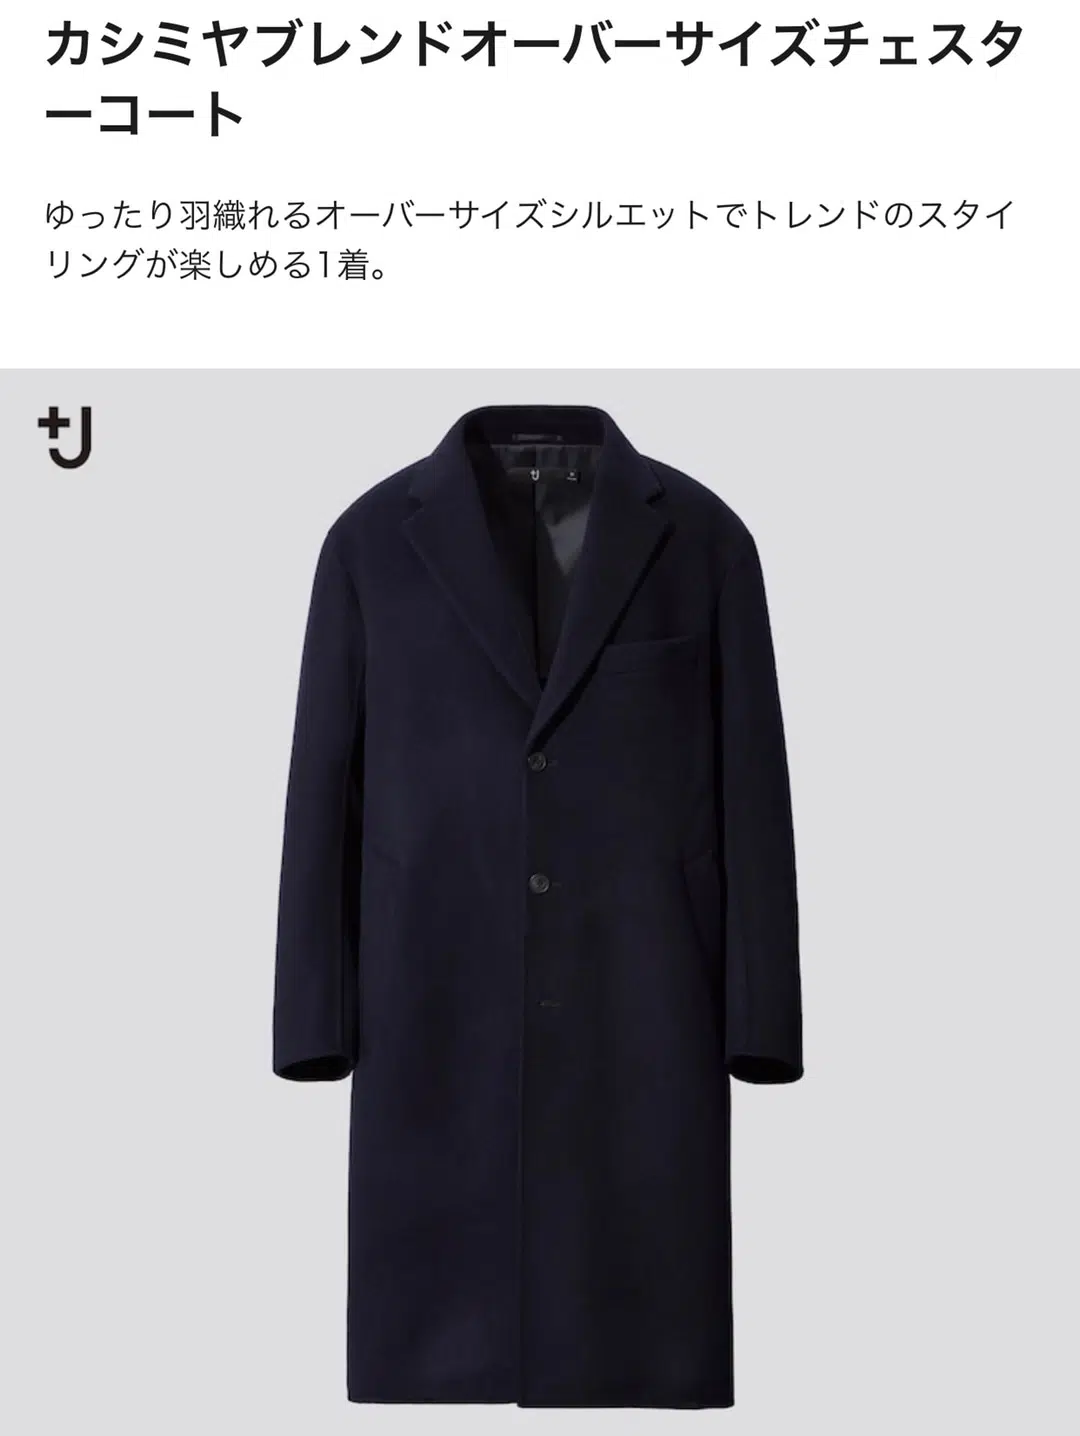 カシミヤブレンドオーバーサイズチェスタ
ーコート
ゆったり羽織れるオーバーサイズシルエットでトレンドのスタイ
リングが楽しめる1着。
+J
+J